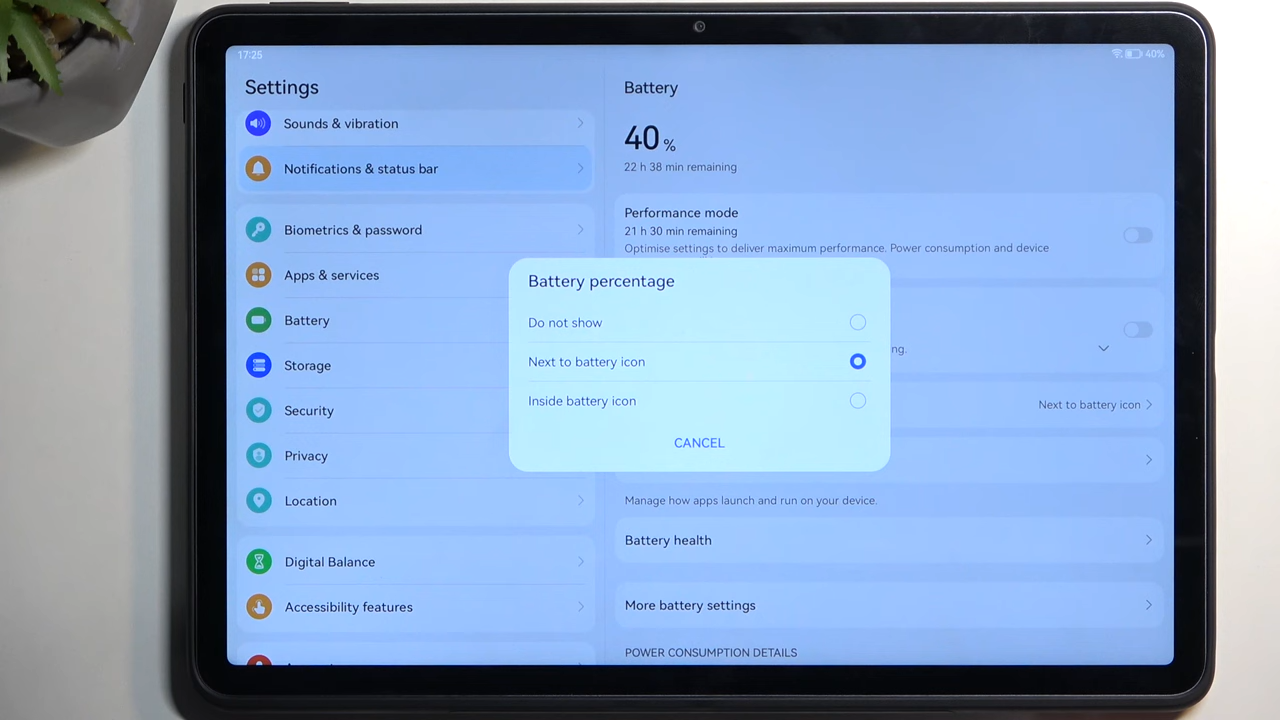 17:25
40%
Settings
Sounds & vibration
Notifications & status bar
Biometrics & password
Apps & services
Battery
Storage
Security
Privacy
Location
Digital Balance
Accessibility features
Battery
40 %
22 h 38 min remaining
Performance mode
21 h 30 min remaining
Optimise settings to deliver maximum performance. Power consumption and device
ng.
Next to battery icon
Manage how apps launch and run on your device.
Battery health
More battery settings
POWER CONSUMPTION DETAILS
Battery percentage
Do not show
Next to battery icon
Inside battery icon
CANCEL